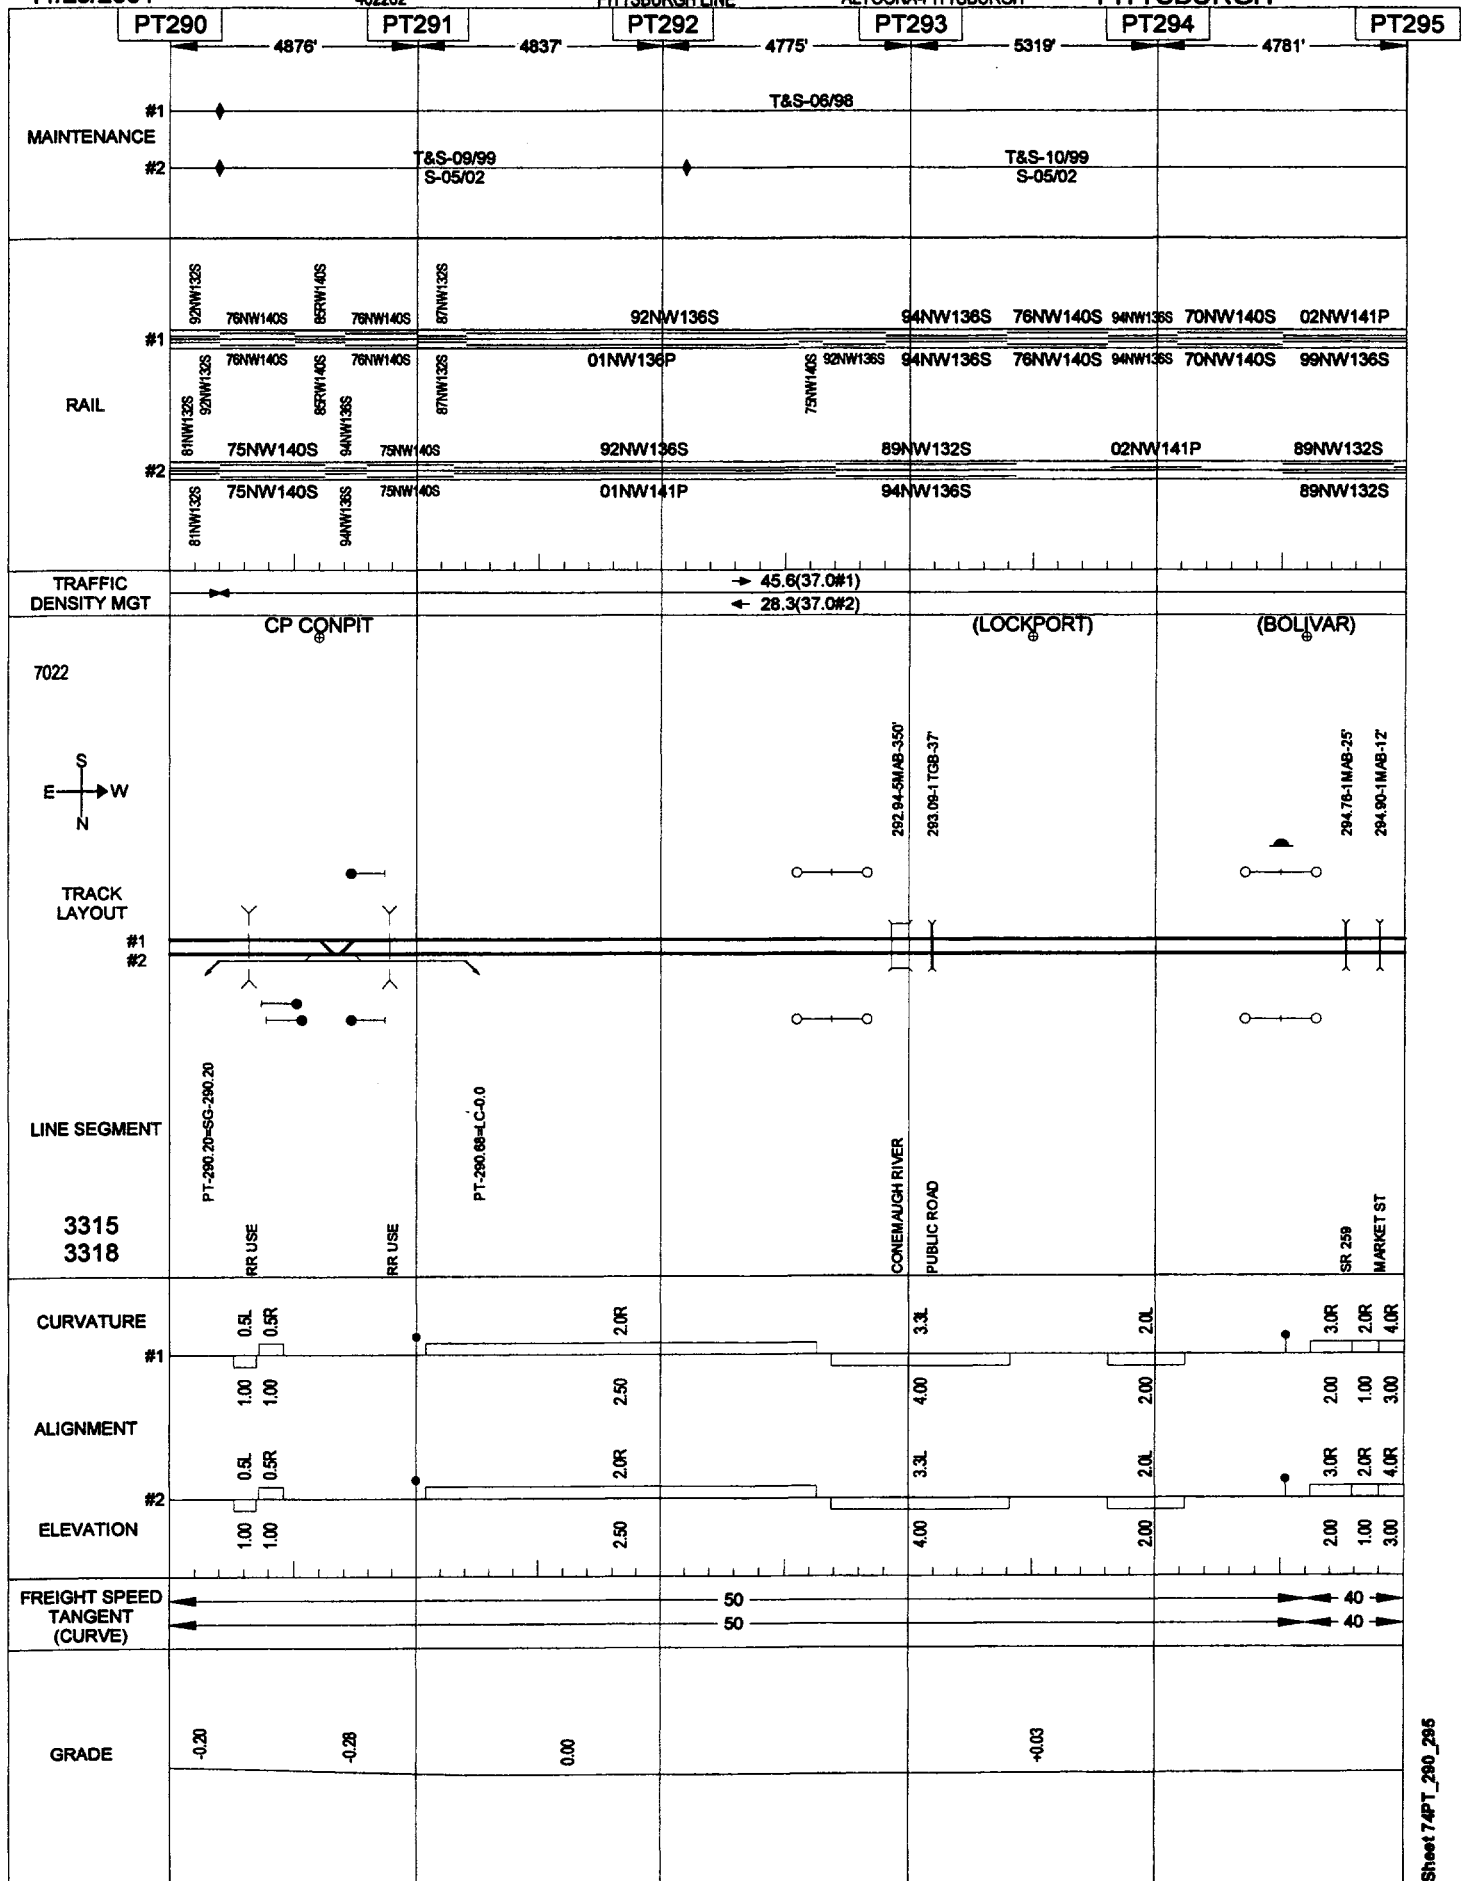 PITTSBURGH LINE
PITTSBURGH
PT290 PT291 PT292 PT293 PT294 PT295
4876' 4837' 4775' 5319' 4781'
MAINTENANCE
#1
T&S-06/98
#2
T&S-09/99
S-05/02
T&S-10/99
S-05/02
RAIL
92NW132S
76NW140S
85RW140S
76NW140S
87NW132S
92NW136S
94NW136S
76NW140S
94NW136S
70NW140S
02NW141P
#1
92NW132S
76NW140S
85RW140S
76NW140S
87NW132S
01NW136P
75NW140S
92NW136S
94NW136S
76NW140S
94NW136S
70NW140S
99NW136S
81NW132S
75NW140S
94NW136S
75NW140S
92NW136S
89NW132S
02NW141P
89NW132S
#2
81NW132S
75NW140S
94NW136S
75NW140S
01NW141P
94NW136S
89NW132S
TRAFFIC
DENSITY MGT
45.6(37.0#1)
28.3(37.0#2)
CP CONPIT
(LOCKPORT)
(BOLIVAR)
7022
S
E W
N
292.94-5MAB-350'
293.09-1TGB-37'
294.76-1MAB-25'
294.90-1MAB-12'
TRACK
LAYOUT
#1
#2
LINE SEGMENT
3315
3318
PT-290.20=SG-290.20
RR USE
RR USE
PT-290.68=LC-0.0
CONEMAUGH RIVER
PUBLIC ROAD
SR 259
MARKET ST
CURVATURE
#1
0.5L 0.5R 2.0R 3.3L 2.0L 3.0R 2.0R 4.0R
1.00 1.00 2.50 4.00 2.00 2.00 1.00 3.00
ALIGNMENT
#2
0.5L 0.5R 2.0R 3.3L 2.0L 3.0R 2.0R 4.0R
ELEVATION
1.00 1.00 2.50 4.00 2.00 2.00 1.00 3.00
FREIGHT SPEED
TANGENT
(CURVE)
50 40
50 40
GRADE
-0.20 -0.28 0.00 +0.03
Sheet 74PT_290_295